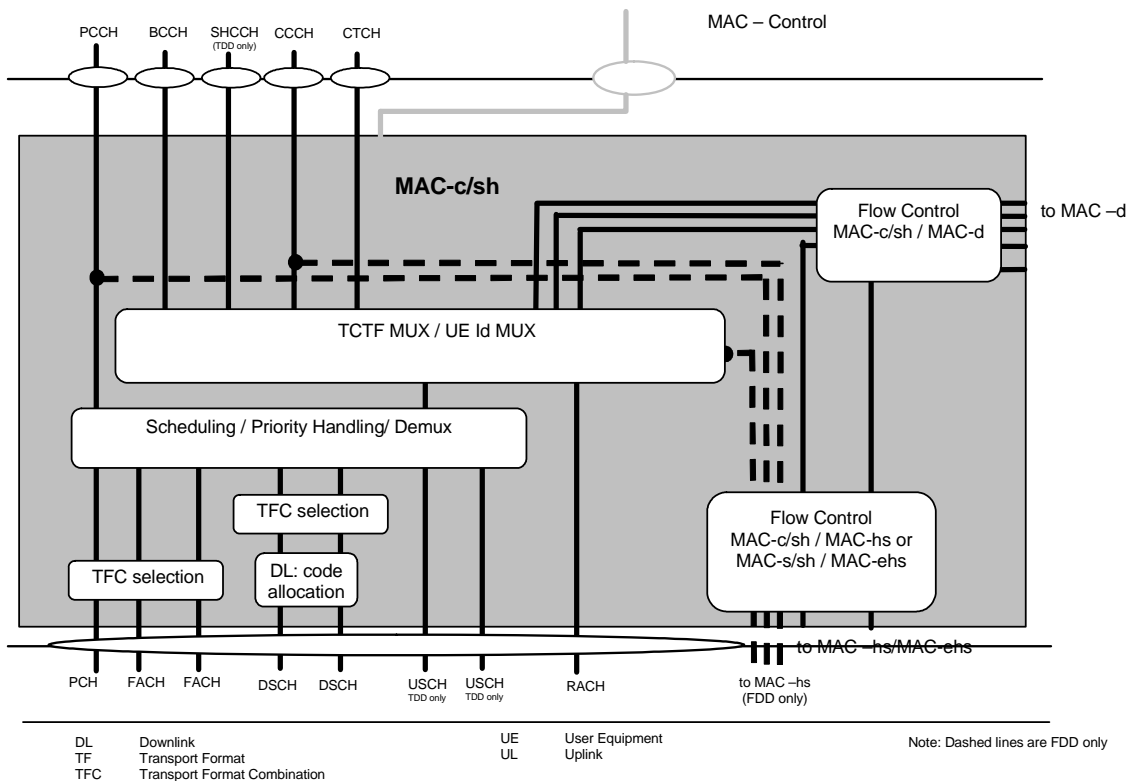 MAC – Control
PCCH
BCCH
SHCCH
(TDD only)
CCCH
CTCH
MAC-c/sh
Flow Control
MAC-c/sh / MAC-d
to MAC –d
TCTF MUX / UE Id MUX
Scheduling / Priority Handling/ Demux
TFC selection
Flow Control
MAC-c/sh / MAC-hs or
MAC-s/sh / MAC-ehs
TFC selection
DL: code
allocation
to MAC –hs/MAC-ehs
PCH
FACH
FACH
DSCH
DSCH
USCH
TDD only
USCH
TDD only
RACH
to MAC –hs
(FDD only)
DL Downlink
TF Transport Format
TFC Transport Format Combination
UE User Equipment
UL Uplink
Note: Dashed lines are FDD only